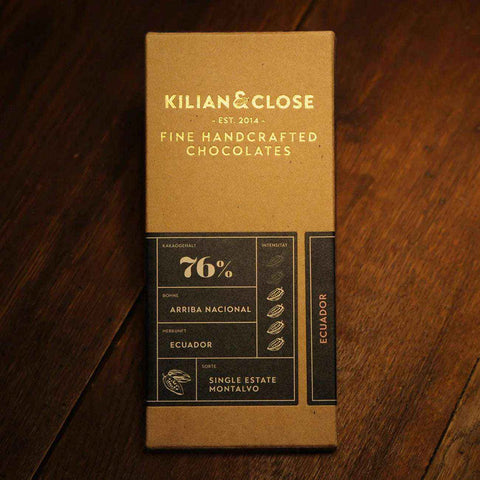 KILIAN&CLOSE
- EST. 2014 -
FINE HANDCRAFTED
CHOCOLATES
KAKAOGEHALT
76%
INTENSITÄT
BOHNE
ARRIBA NACIONAL
HERKUNFT
ECUADOR
SORTE
SINGLE ESTATE
MONTALVO
ECUADOR